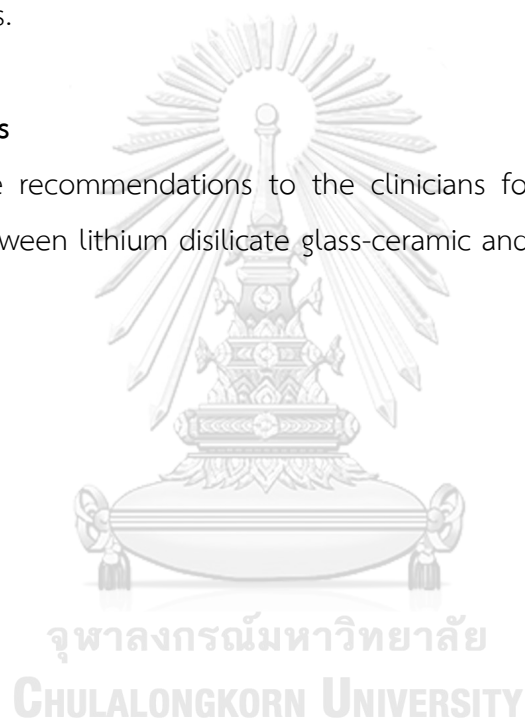 s.
s
e recommendations to the clinicians fo
ween lithium disilicate glass-ceramic and
จุฬาลงกรณ์มหาวิทยาลัย
CHULALONGKORN UNIVERSITY